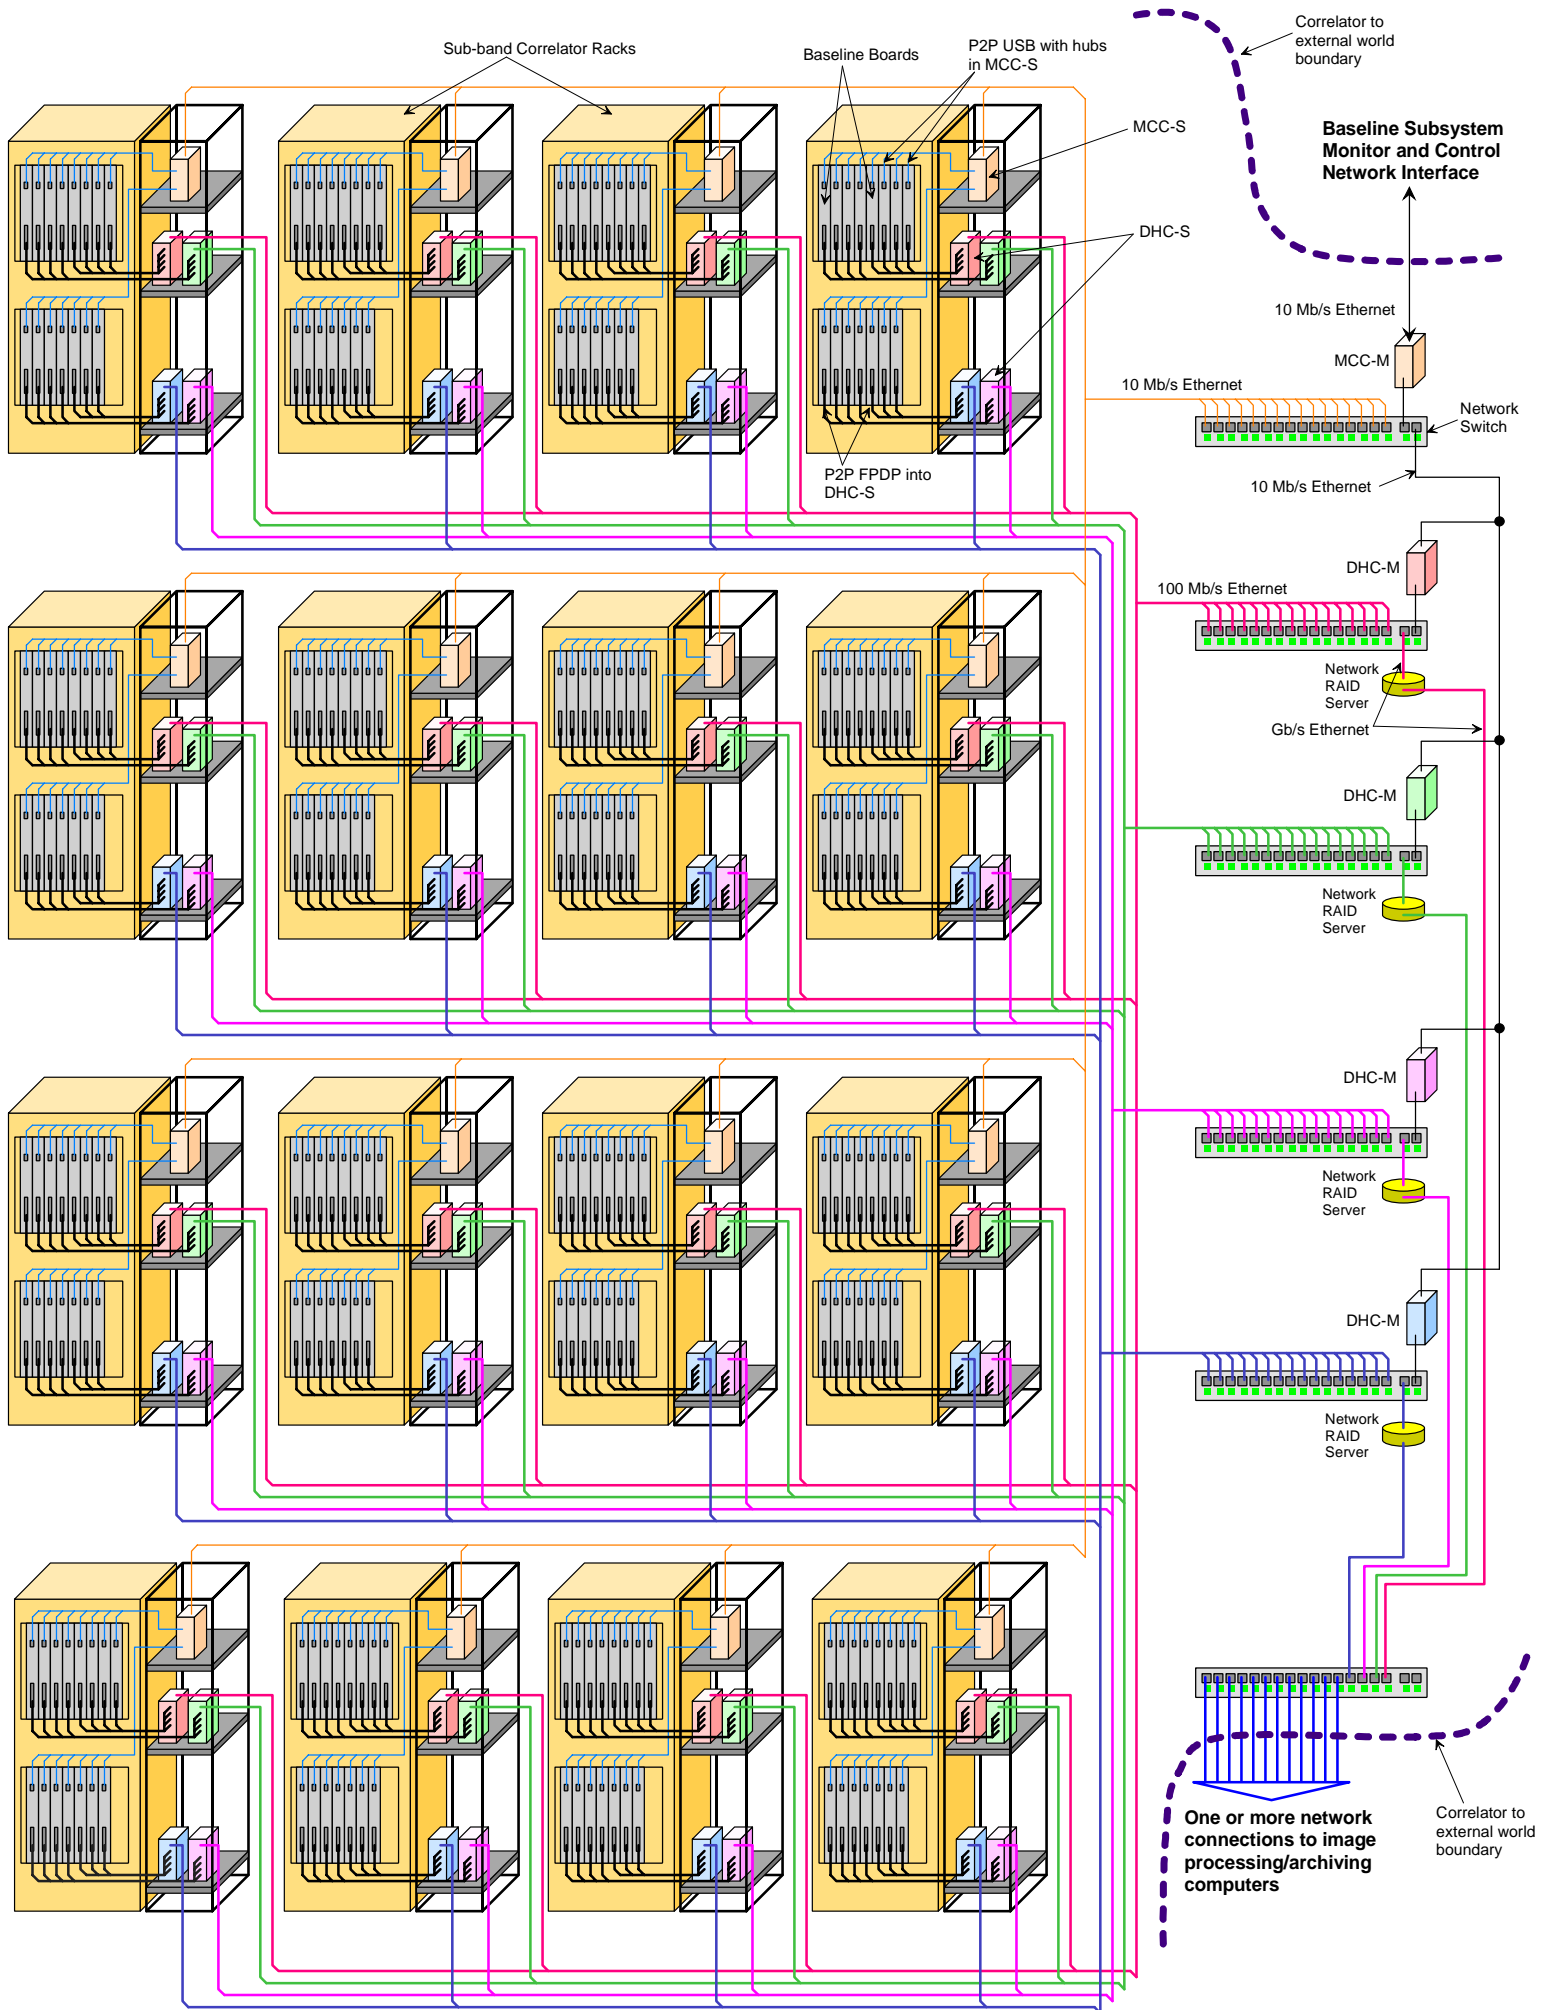 Sub-band Correlator Racks
Baseline Boards
P2P USB with hubs
in MCC-S
Correlator to
external world
boundary
MCC-S
Baseline Subsystem
Monitor and Control
Network Interface
DHC-S
10 Mb/s Ethernet
MCC-M
10 Mb/s Ethernet
Network
Switch
P2P FPDP into
DHC-S
10 Mb/s Ethernet
DHC-M
100 Mb/s Ethernet
Network
RAID
Server
Gb/s Ethernet
DHC-M
Network
RAID
Server
DHC-M
Network
RAID
Server
DHC-M
Network
RAID
Server
One or more network
connections to image
processing/archiving
computers
Correlator to
external world
boundary